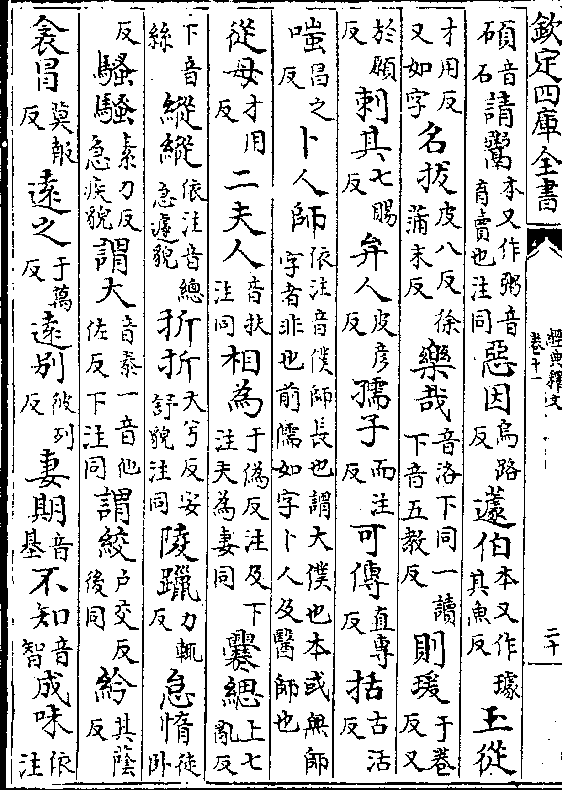 欽定四庫全書
經典釋文
卷十一
二十
碩音石請鬻本又作粥音育賣也注同惡因烏路反蘧伯本又作璩其魚反王從
才用反又如字名拔皮八反徐蒲末反樂哉音洛下同一讀下音五教反則瑗于卷反又
於願反刺其七賜反弁人皮彥反孺子而注反可傳直專反括古活反
嗤昌之反卜人師依注音僕師長也謂大僕也本或無師字者非也前儒如字卜人及醫師也
從母才用反二夫人音扶注同相為于偽反注及下注夫為妻同爨緦上七亂反
下音絲縱縱依注音總急遽貌折折大兮反安舒貌注同陵躐力輒反怠惰徒臥
反騷騷素刀反急疾貌謂大音泰一音他佐反下注同謂絞户交反後同紟其蔭反
衾冒莫報反遠之于萬反遠别彼列反妻期音基不知音智成味依注